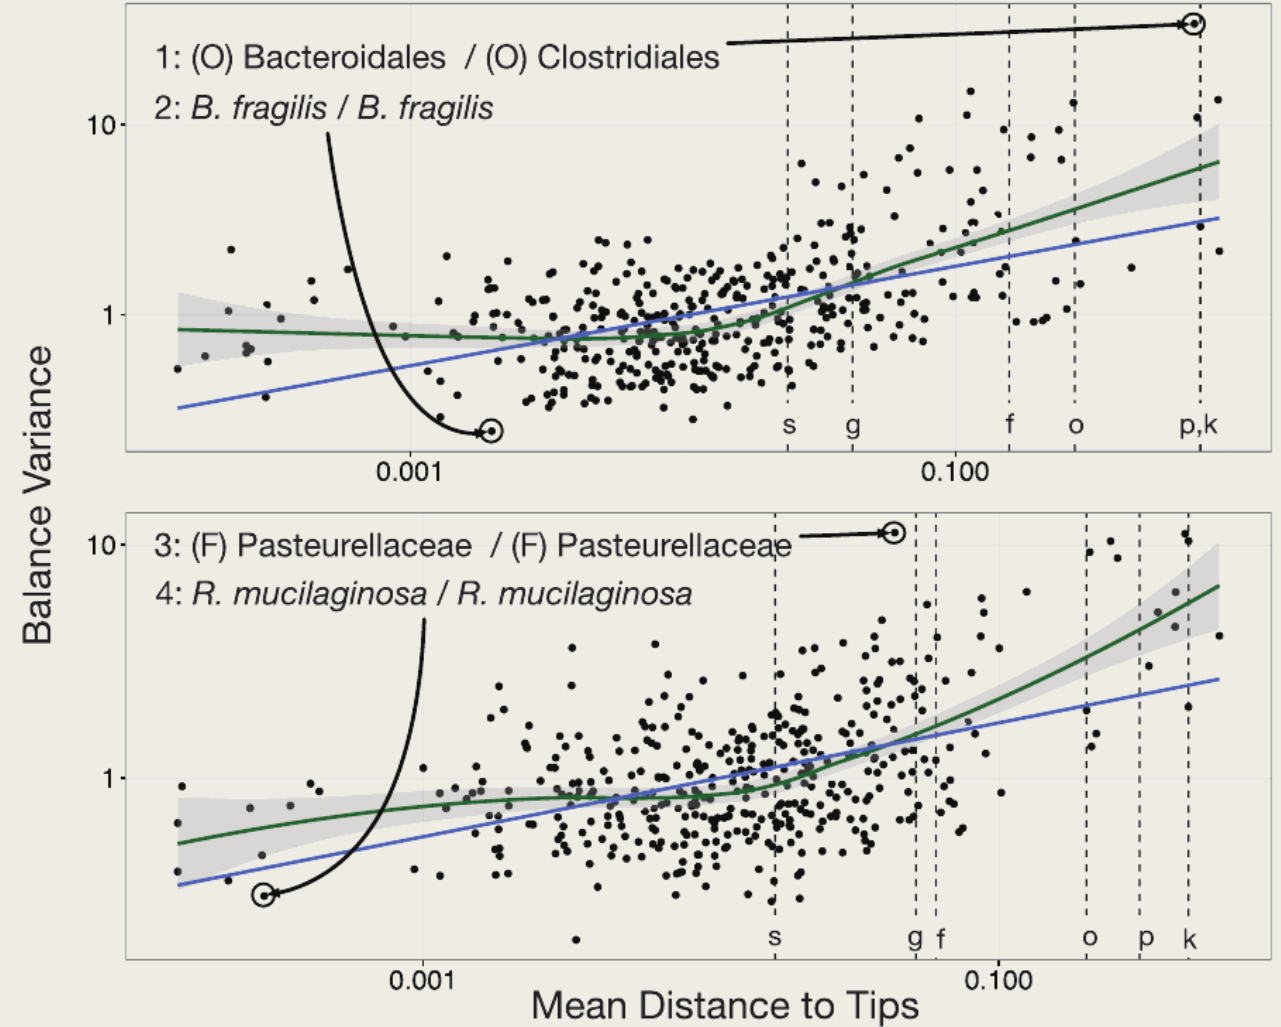 1: (O) Bacteroidales / (O) Clostridiales
2: B. fragilis / B. fragilis
10
1
s g f o p,k
0.001 0.100
3: (F) Pasteurellaceae / (F) Pasteurellaceae
4: R. mucilaginosa / R. mucilaginosa
10
1
s g f o p k
0.001 0.100
Balance Variance
Mean Distance to Tips